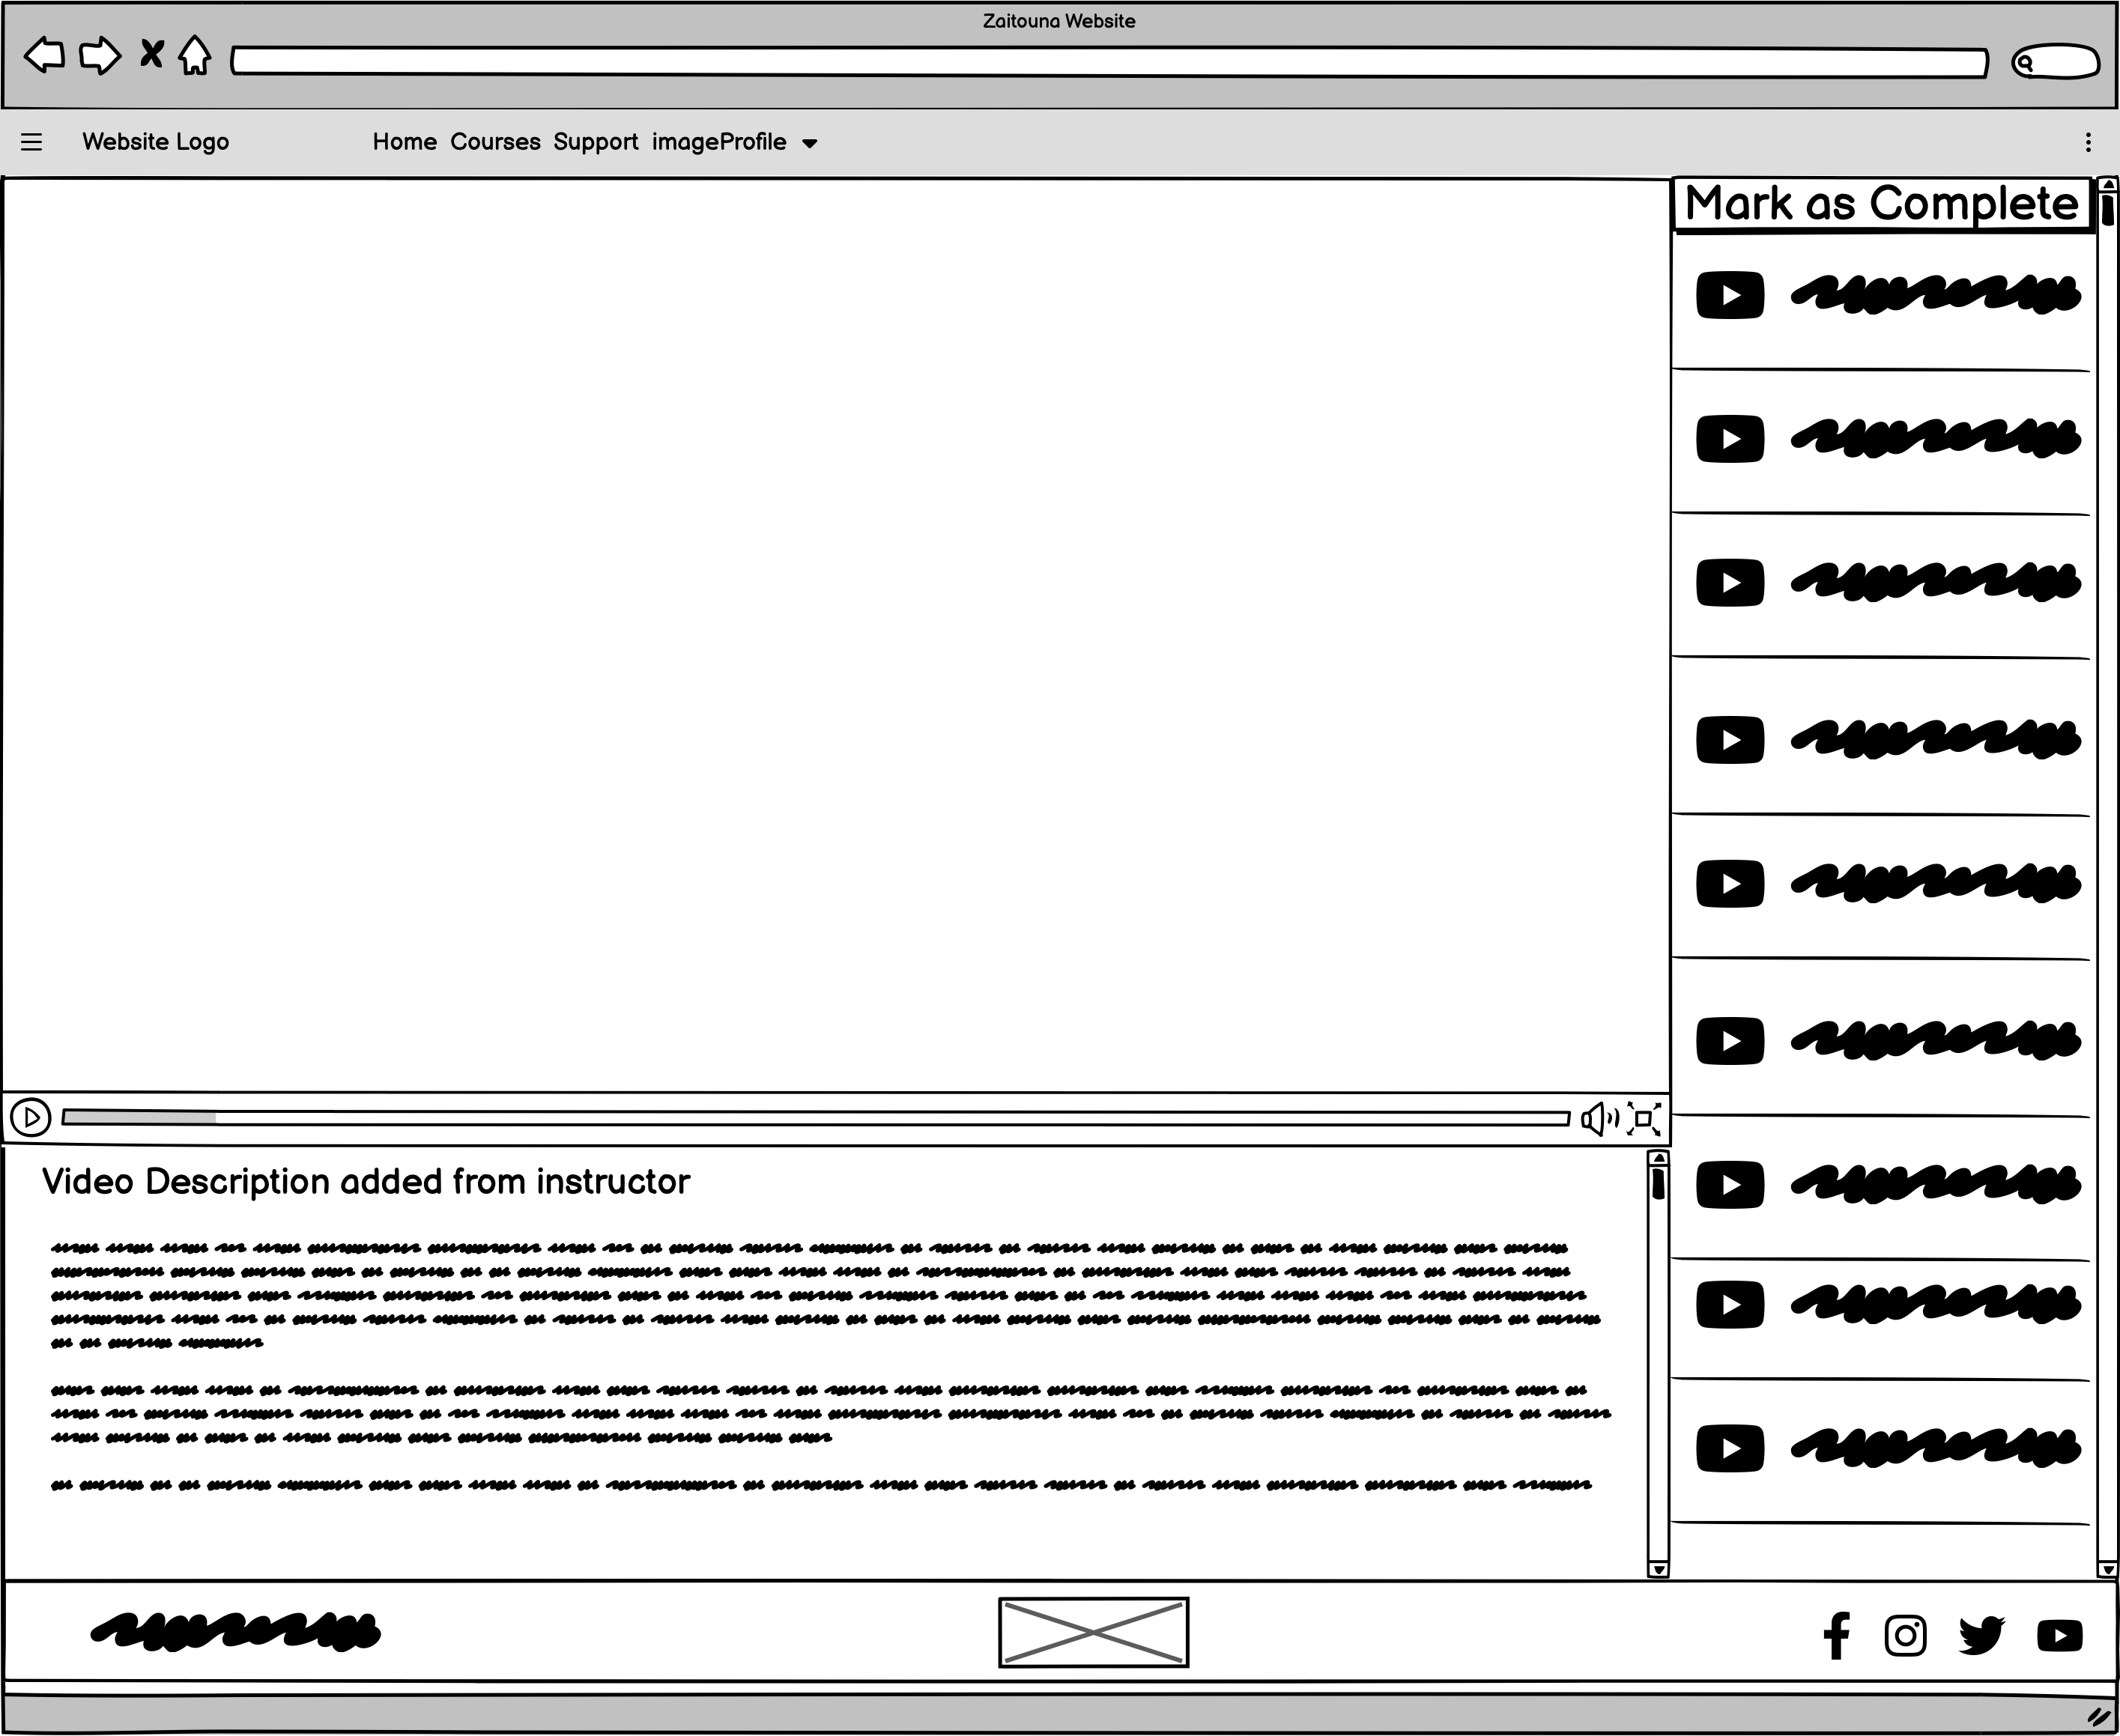 Zaitouna Website
Website Logo Home Courses Support imageProfile
Mark as Complete
Video Description added from instructor